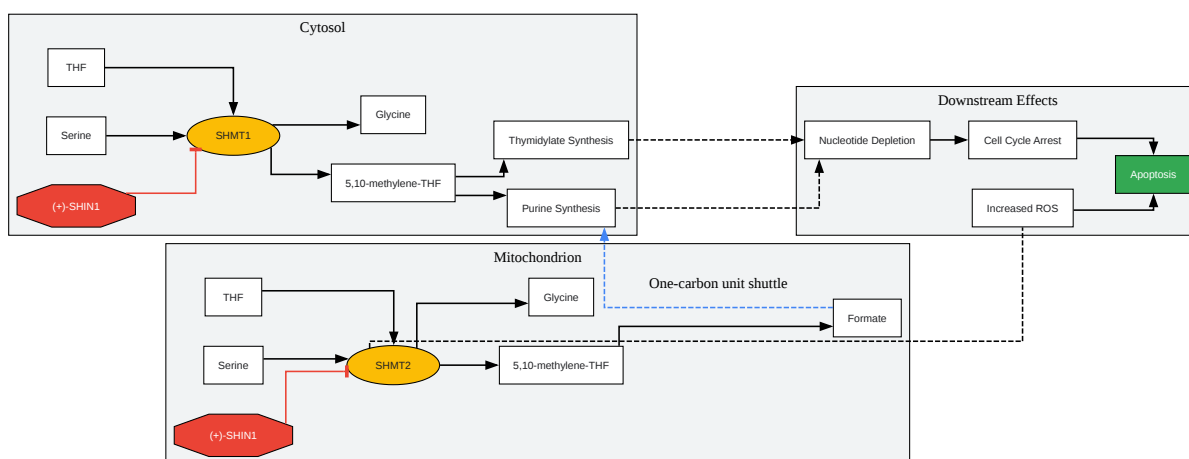 Cytosol
THF
Serine
SHMT1
(+)-SHIN1
Glycine
5,10-methylene-THF
Thymidylate Synthesis
Purine Synthesis
Downstream Effects
Nucleotide Depletion
Cell Cycle Arrest
Apoptosis
Increased ROS
Mitochondrion
One-carbon unit shuttle
THF
Serine
SHMT2
(+)-SHIN1
Glycine
5,10-methylene-THF
Formate